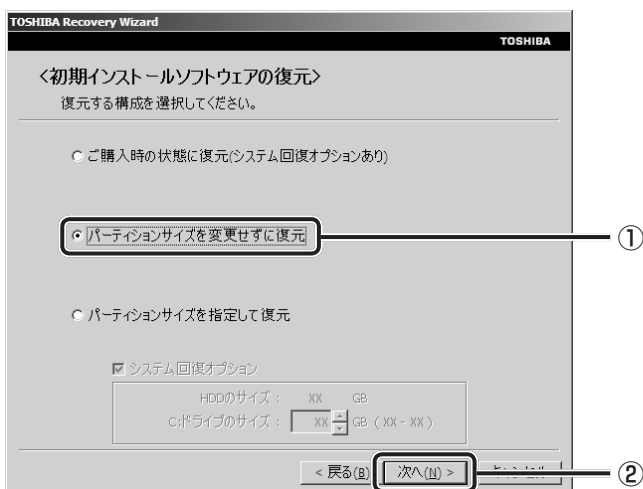 TOSHIBA Recovery Wizard
TOSHIBA
<初期インストールソフトウェアの復元>
復元する構成を選択してください。
ご購入時の状態に復元(システム回復オプションあり)
パーティションサイズを変更せずに復元
①
パーティションサイズを指定して復元
システム回復オプション
HDDのサイズ： XX GB
C:ドライブのサイズ： XX GB ( XX - XX )
< 戻る(B) 次へ(N) >
②